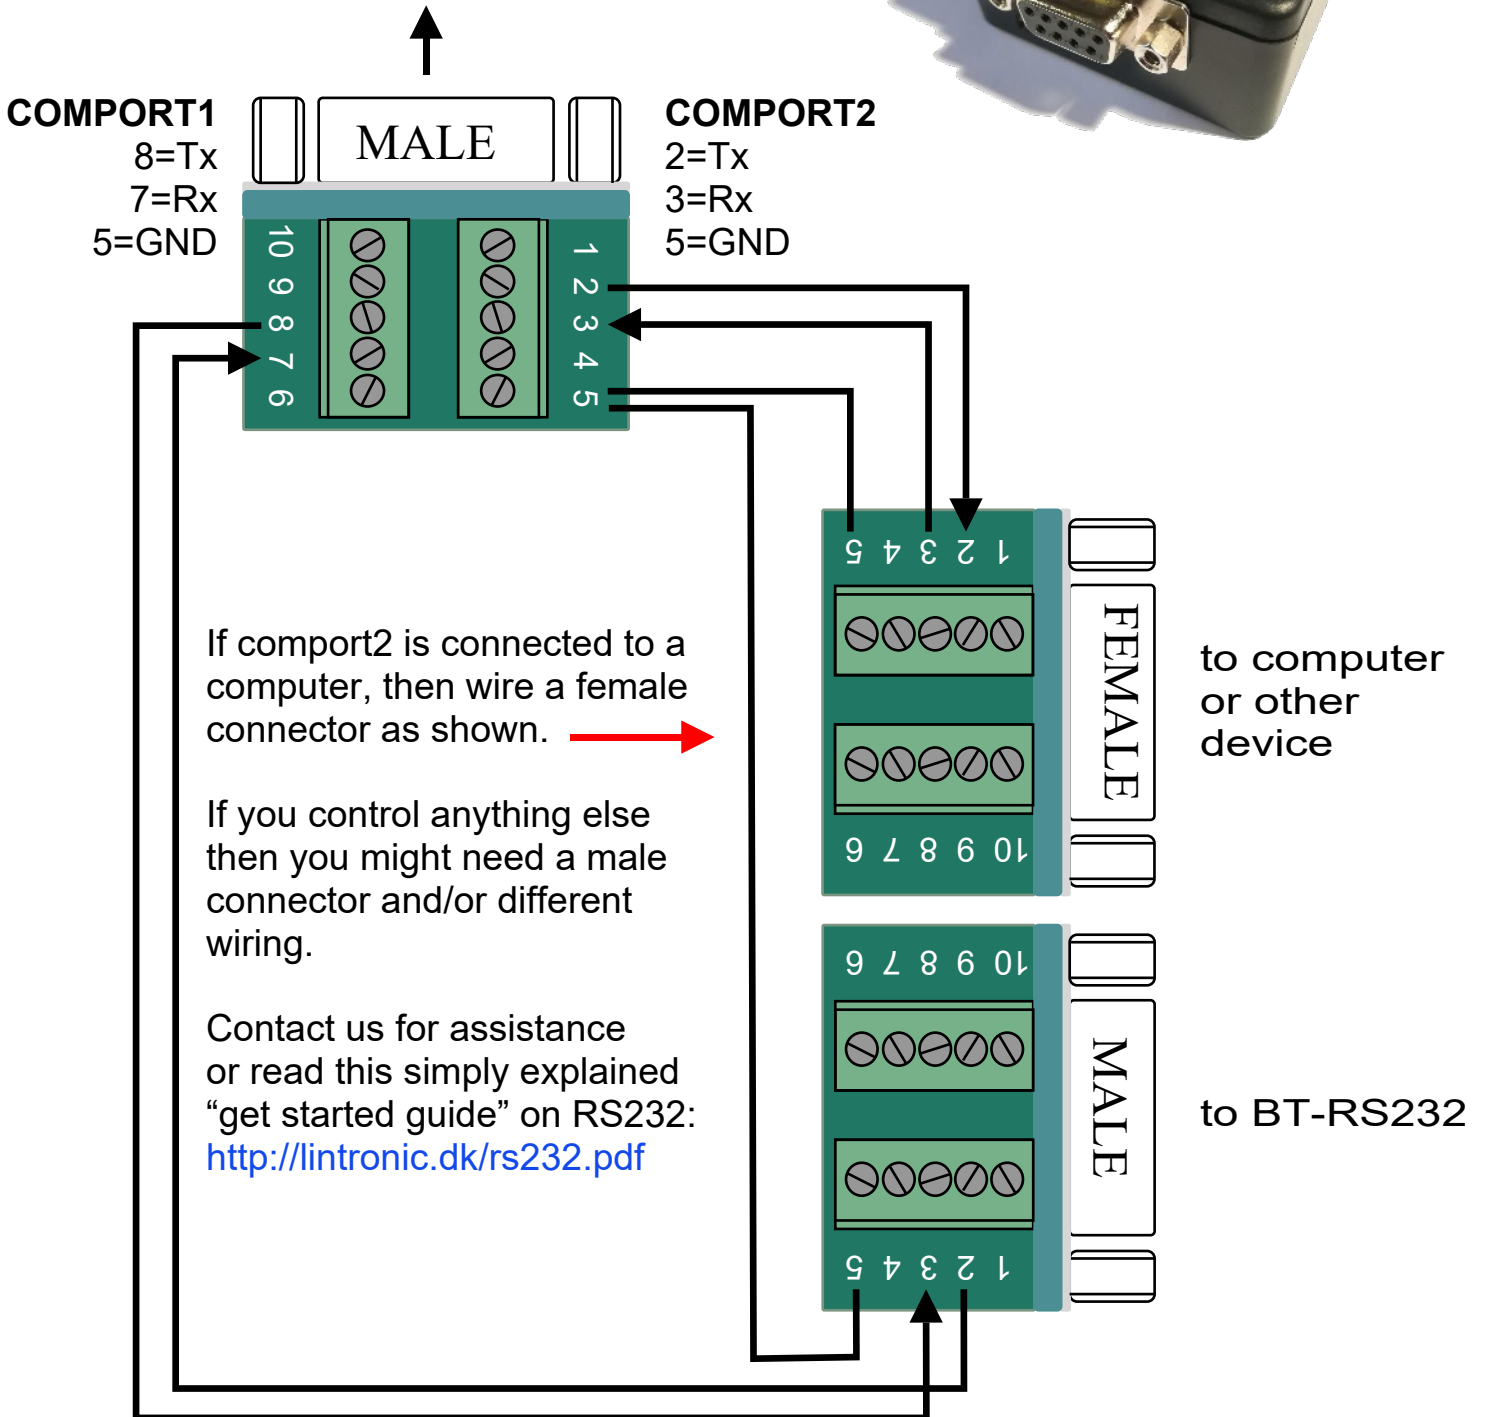 COMPORT1
8=Tx
7=Rx
5=GND
MALE
COMPORT2
2=Tx
3=Rx
5=GND
10
9
8
7
6
1
2
3
4
5
5 4 3 2 1
FEMALE
6 7 8 9 10
to computer
or other
device
If comport2 is connected to a
computer, then wire a female
connector as shown.
If you control anything else
then you might need a male
connector and/or different
wiring.
Contact us for assistance
or read this simply explained
“get started guide” on RS232:
http://lintronic.dk/rs232.pdf
6 7 8 9 10
MALE
5 4 3 2 1
to BT-RS232